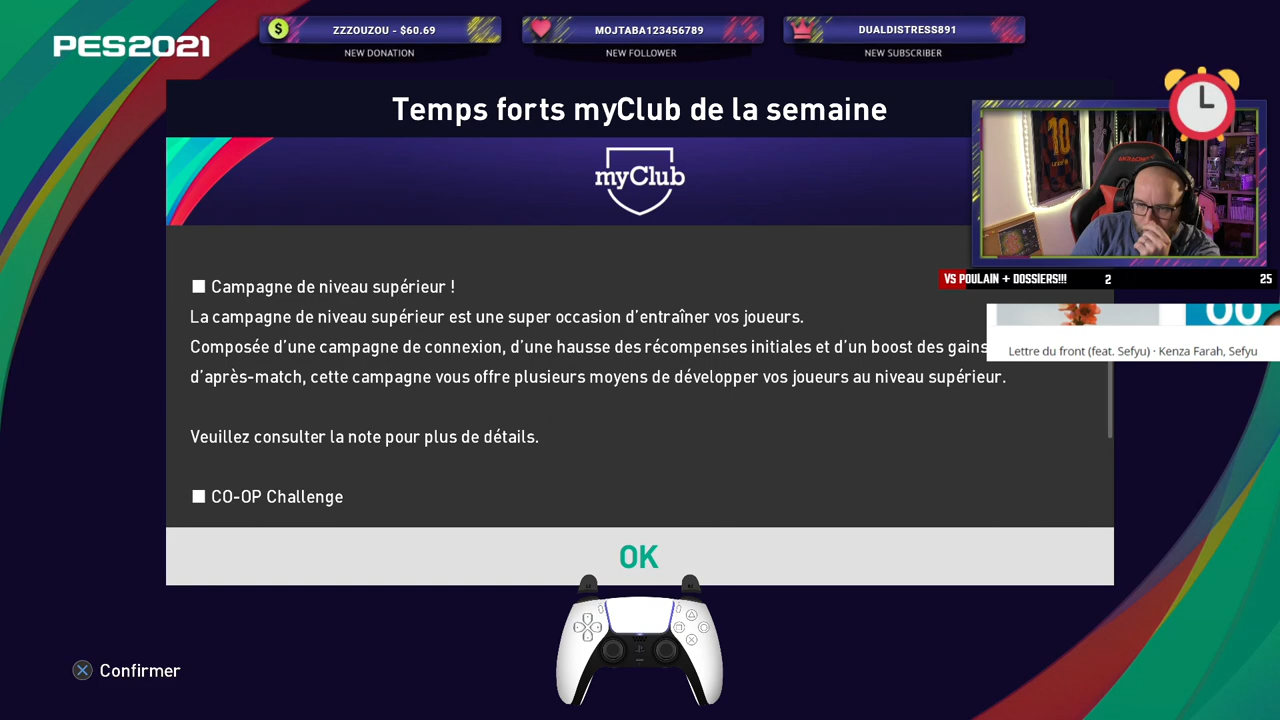 PES2021
ZZZOUZOU - $60.69
NEW DONATION
MOJTABA123456789
NEW FOLLOWER
DUALDISTRESS891
NEW SUBSCRIBER
Temps forts myClub de la semaine
myClub
10
VS POULAIN + DOSSIERS!!! 2 25
Lettre du front (feat. Sefyu) · Kenza Farah, Sefyu
■ Campagne de niveau supérieur !
La campagne de niveau supérieur est une super occasion d'entraîner vos joueurs.
Composée d'une campagne de connexion, d'une hausse des récompenses initiales et d'un boost des gains
d'après-match, cette campagne vous offre plusieurs moyens de développer vos joueurs au niveau supérieur.
Veuillez consulter la note pour plus de détails.
■ CO-OP Challenge
OK
Confirmer